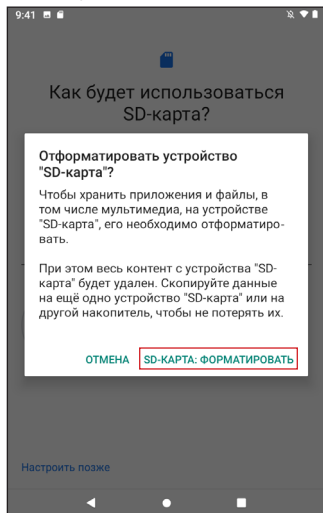 9:41
Как будет использоваться
SD-карта?
Отформатировать устройство
"SD-карта"?
Чтобы хранить приложения и файлы, в
том числе мультимедиа, на устройстве
"SD-карта", его необходимо отформатиро-
вать.
При этом весь контент с устройства "SD-
карта" будет удален. Скопируйте данные
на ещё одно устройство "SD-карта" или на
другой накопитель, чтобы не потерять их.
ОТМЕНА SD-КАРТА: ФОРМАТИРОВАТЬ
Настроить позже